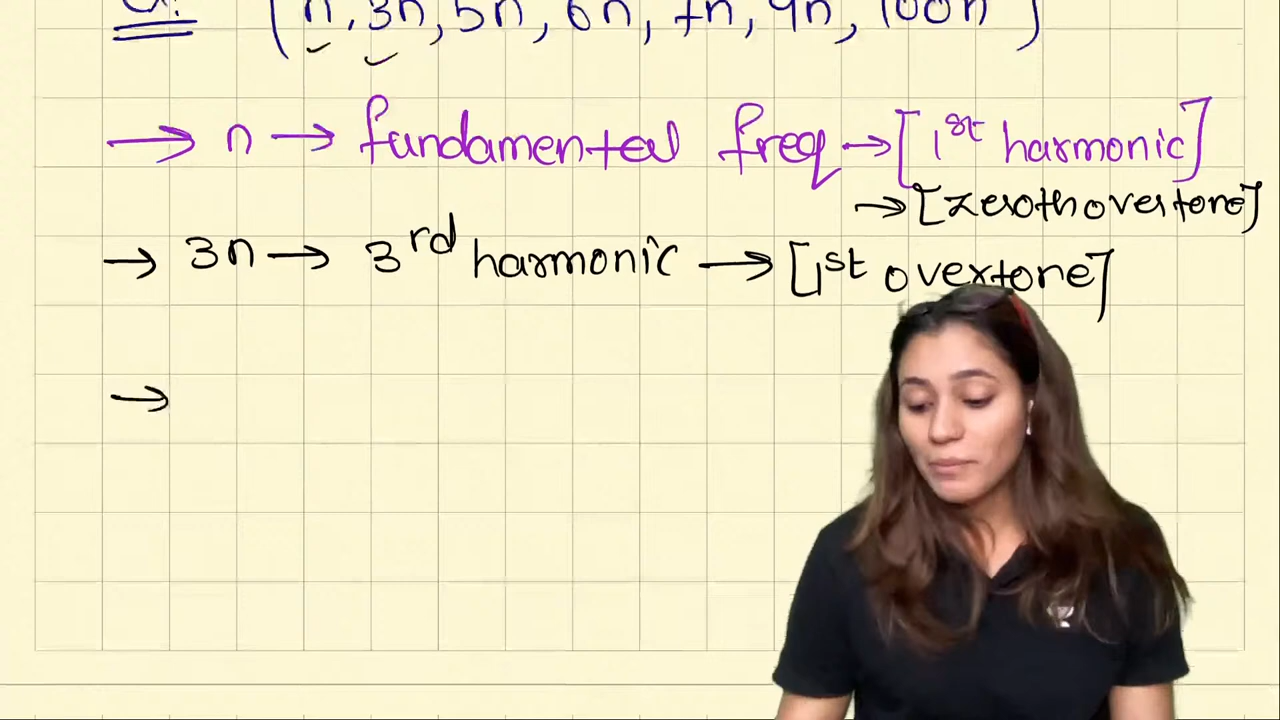 Q. (n, 3n, 5n, 6n, 7n, 9n, 100n)
→ n → fundamental freq → [1st harmonic]
→ [zeroth overtone]
→ 3n → 3rd harmonic → [1st overtone]
→